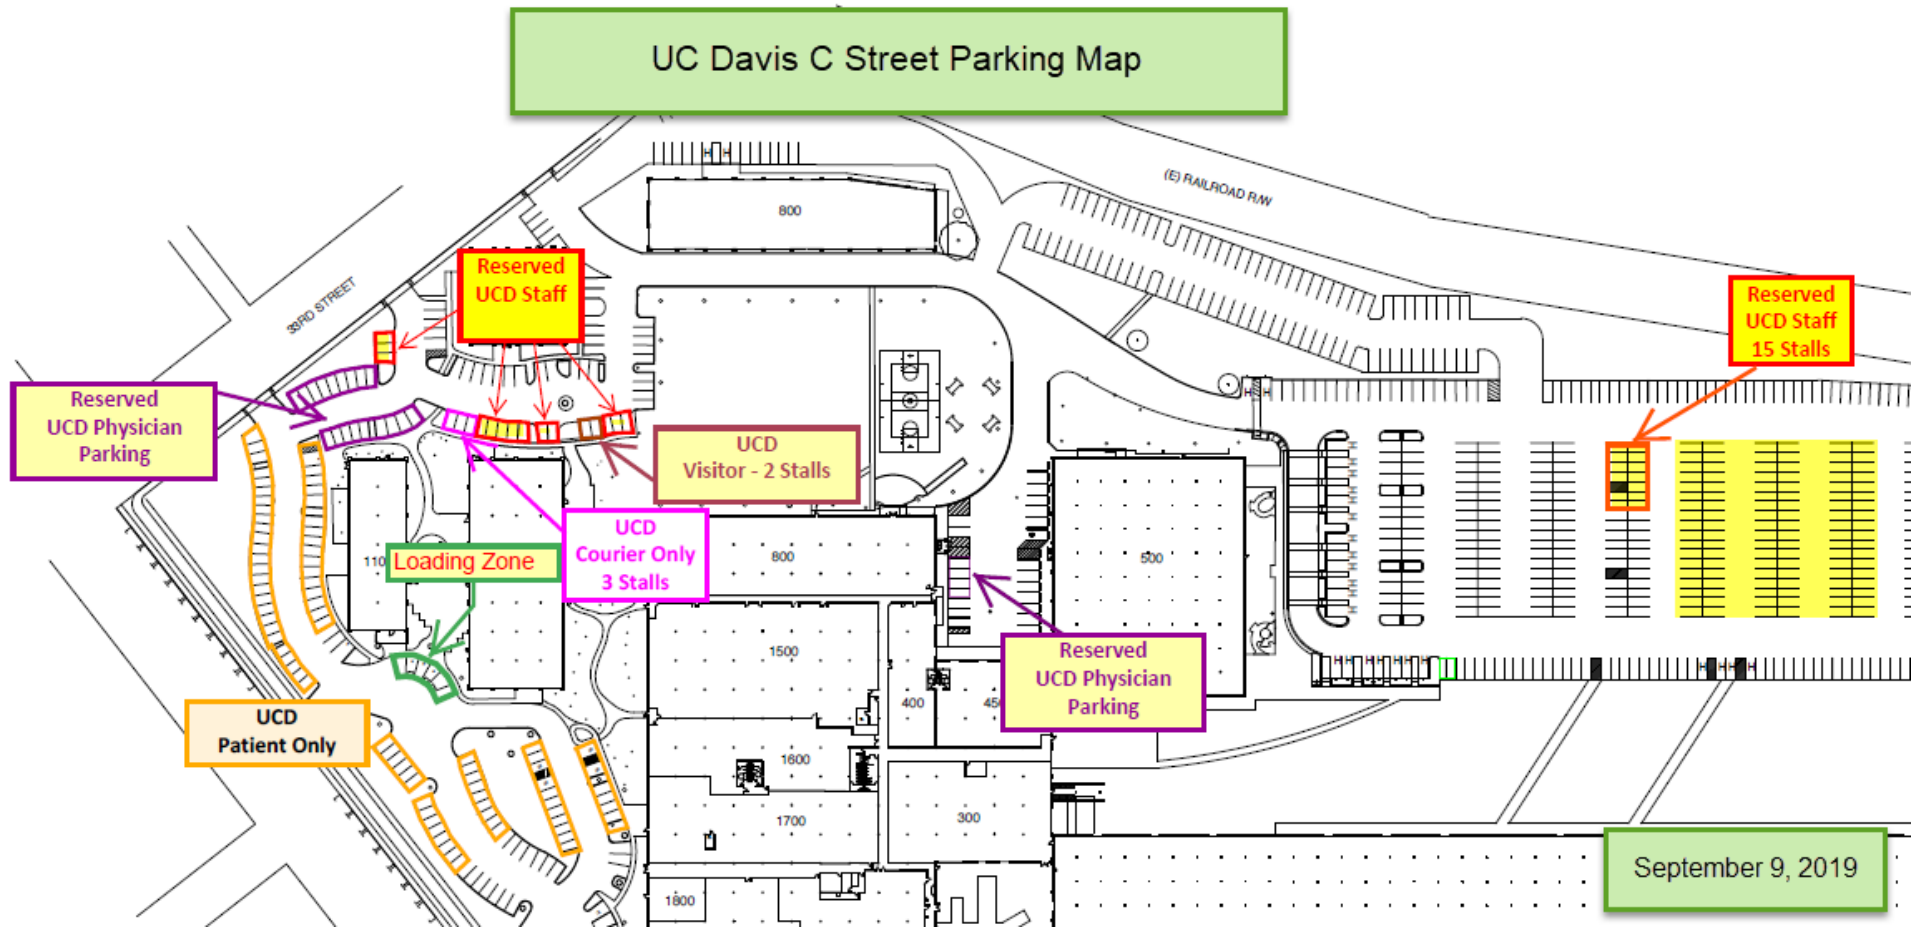 UC Davis C Street Parking Map
(E) RAILROAD R/W
H H
800
33RD STREET
Reserved
UCD Staff
Reserved
UCD Staff
15 Stalls
Reserved
UCD Physician
Parking
UCD
Visitor - 2 Stalls
UCD
Courier Only
3 Stalls
Loading Zone
800
500
Reserved
UCD Physician
Parking
1500
400
UCD
Patient Only
1600
1700
300
1800
September 9, 2019